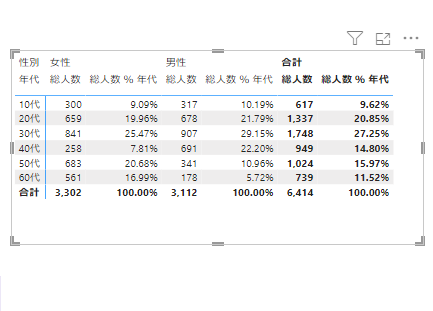 性別 女性 男性 合計
年代 総人数 総人数 % 年代 総人数 総人数 % 年代 総人数 総人数 % 年代
10代 300 9.09% 317 10.19% 617 9.62%
20代 659 19.96% 678 21.79% 1,337 20.85%
30代 841 25.47% 907 29.15% 1,748 27.25%
40代 258 7.81% 691 22.20% 949 14.80%
50代 683 20.68% 341 10.96% 1,024 15.97%
60代 561 16.99% 178 5.72% 739 11.52%
合計 3,302 100.00% 3,112 100.00% 6,414 100.00%